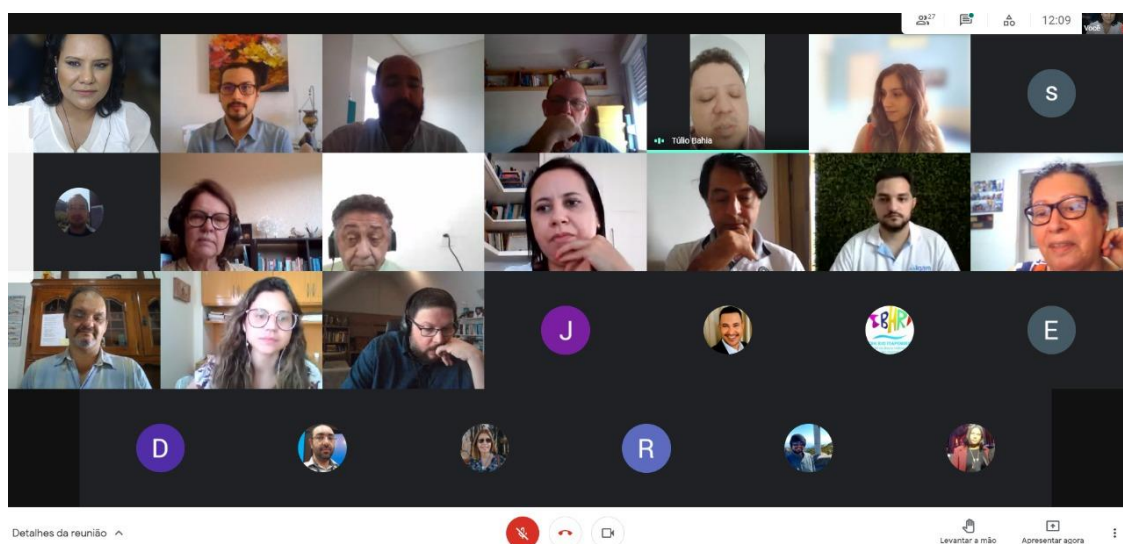 27
12:09
Você
Túlio Bahia
S
J
E
D
R
Detalhes da reunião
Levantar a mão
Apresentar agora